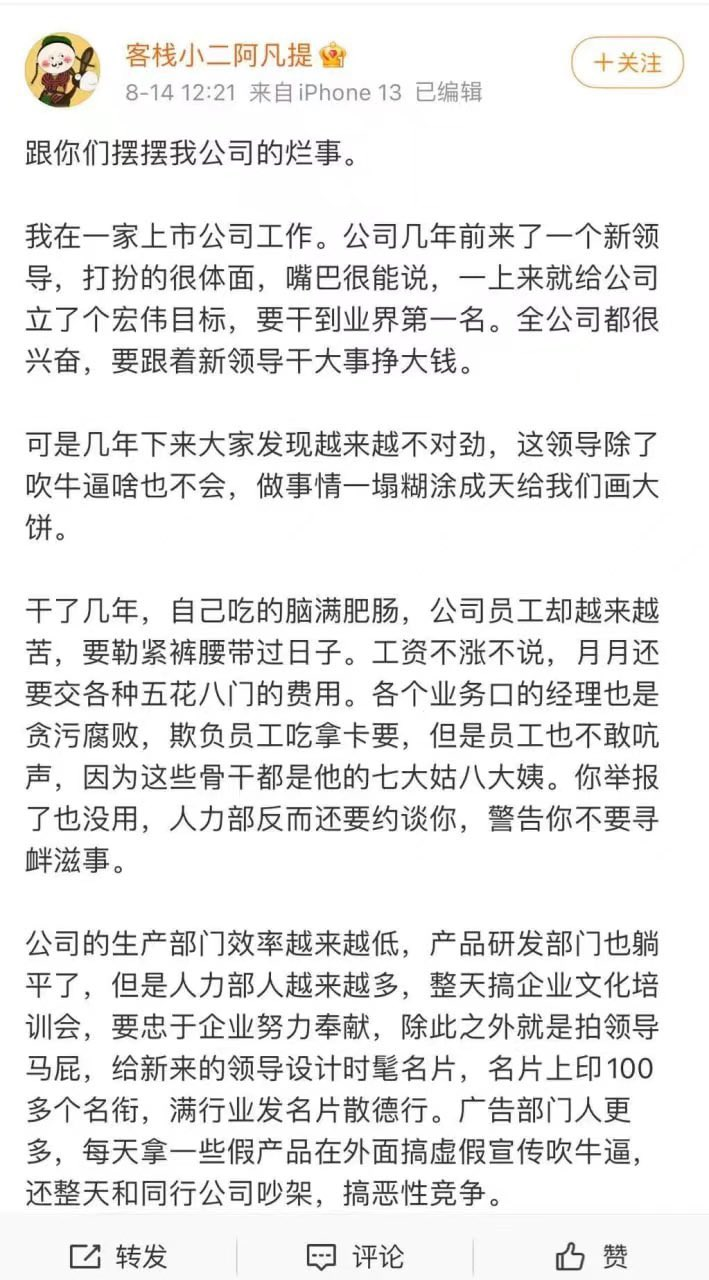 客栈小二阿凡提
8-14 12:21 来自iPhone 13 已编辑
+关注
跟你们摆摆我公司的烂事。
我在一家上市公司工作。公司几年前来了一个新领
导，打扮的很体面，嘴巴很能说，一上来就给公司
立了个宏伟目标，要干到业界第一名。全公司都很
兴奋，要跟着新领导干大事挣大钱。
可是几年下来大家发现越来越不对劲，这领导除了
吹牛逼啥也不会，做事情一塌糊涂成天给我们画大
饼。
干了几年，自己吃的脑满肥肠，公司员工却越来越
苦，要勒紧裤腰带过日子。工资不涨不说，月月还
要交各种五花八门的费用。各个业务口的经理也是
贪污腐败，欺负员工吃拿卡要，但是员工也不敢吭
声，因为这些骨干都是他的七大姑八大姨。你举报
了也没用，人力部反而还要约谈你，警告你不要寻
衅滋事。
公司的生产部门效率越来越低，产品研发部门也躺
平了，但是人力部人越来越多，整天搞企业文化培
训会，要忠于企业努力奉献，除此之外就是拍领导
马屁，给新来的领导设计时髦名片，名片上印100
多个名衔，满行业发名片散德行。广告部门人更
多，每天拿一些假产品在外面搞虚假宣传吹牛逼，
还整天和同行公司吵架，搞恶性竞争。
转发
评论
赞